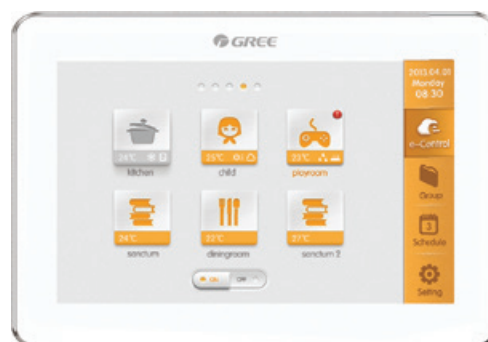 GREE
2013.04.01
Monday
08:30
e-Control
24℃
25℃
23℃
kitchen
child
playroom
Group
24℃
22℃
27℃
3
Schedule
sanctum
diningroom
sanctum 2
ON
OFF
Setting